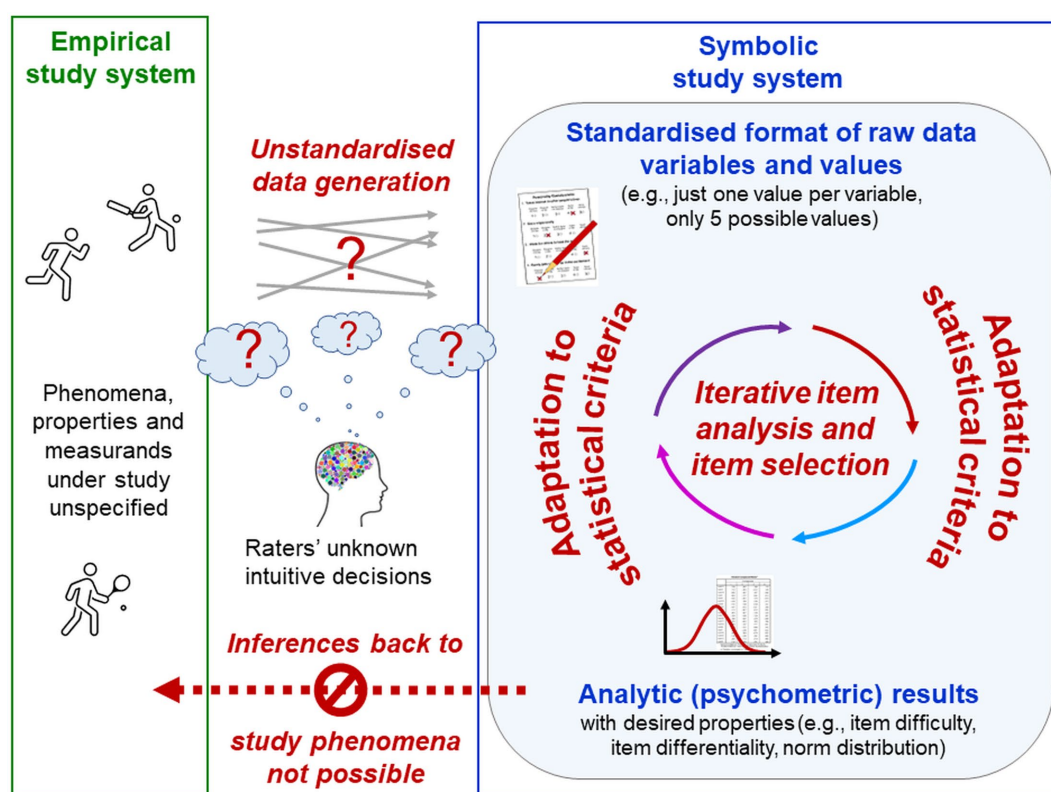 Empirical
study system
Phenomena,
properties and
measurands
under study
unspecified
Unstandardised
data generation
?
?
?
?
Raters’ unknown
intuitive decisions
Inferences back to
study phenomena
not possible
Symbolic
study system
Standardised format of raw data
variables and values
(e.g., just one value per variable,
only 5 possible values)
Adaptation to
statistical criteria
Iterative item
analysis and
item selection
Adaptation to
statistical criteria
Analytic (psychometric) results
with desired properties (e.g., item difficulty,
item differentiality, norm distribution)